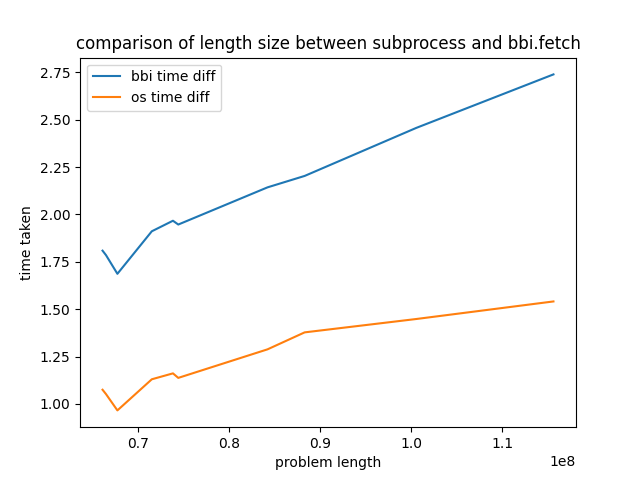 comparison of length size between subprocess and bbi.fetch
bbi time diff
os time diff
2.75
2.50
2.25
2.00
1.75
1.50
1.25
1.00
time taken
0.7 0.8 0.9 1.0 1.1
1e8
problem length